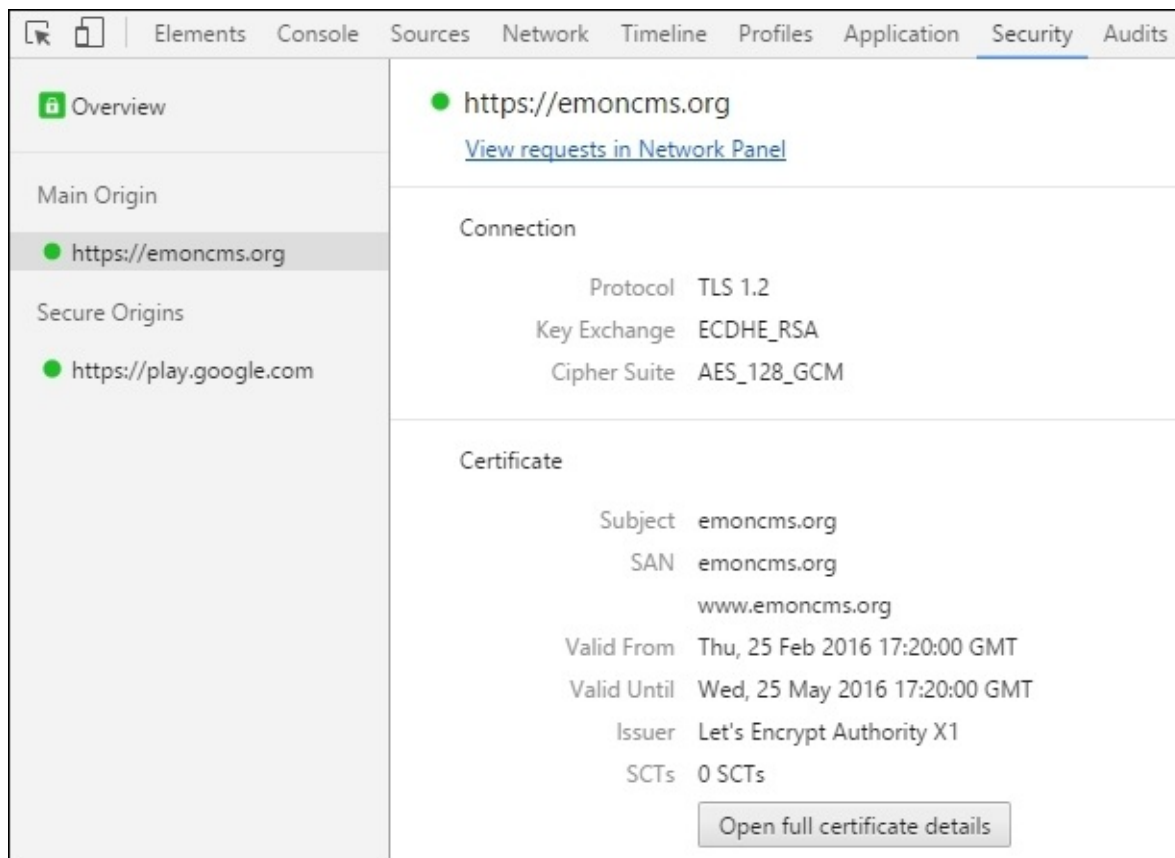 Elements Console Sources Network Timeline Profiles Application Security Audits
Overview
Main Origin
https://emoncms.org
Secure Origins
https://play.google.com
https://emoncms.org
View requests in Network Panel
Connection
Protocol TLS 1.2
Key Exchange ECDHE_RSA
Cipher Suite AES_128_GCM
Certificate
Subject emoncms.org
SAN emoncms.org
www.emoncms.org
Valid From Thu, 25 Feb 2016 17:20:00 GMT
Valid Until Wed, 25 May 2016 17:20:00 GMT
Issuer Let's Encrypt Authority X1
SCTs 0 SCTs
Open full certificate details